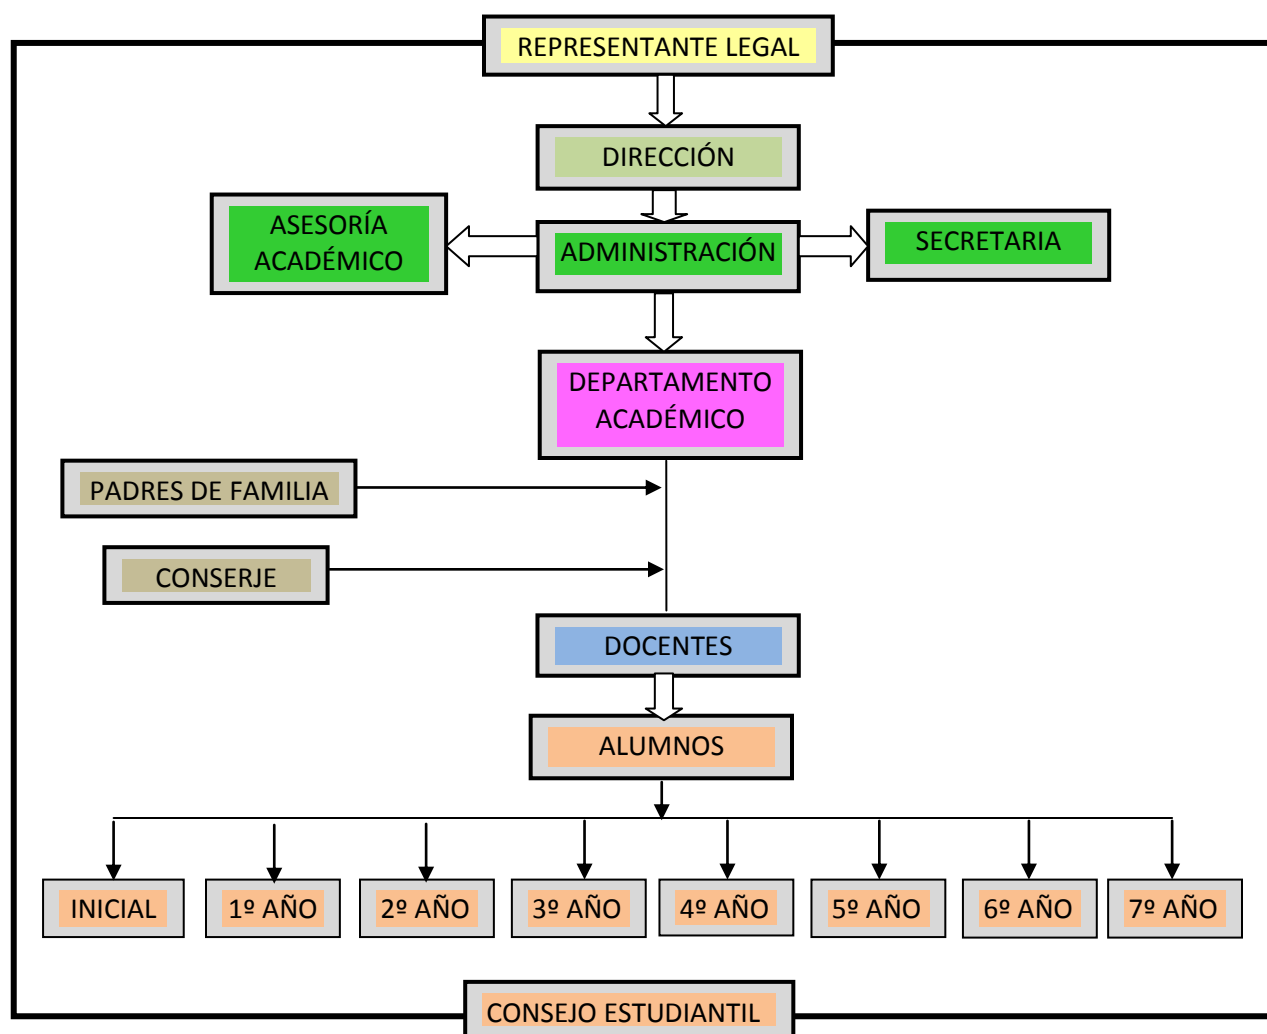 REPRESENTANTE LEGAL
DIRECCIÓN
ASESORÍA
ACADÉMICO
ADMINISTRACIÓN
SECRETARIA
DEPARTAMENTO
ACADÉMICO
PADRES DE FAMILIA
CONSERJE
DOCENTES
ALUMNOS
INICIAL
1º AÑO
2º AÑO
3º AÑO
4º AÑO
5º AÑO
6º AÑO
7º AÑO
CONSEJO ESTUDIANTIL